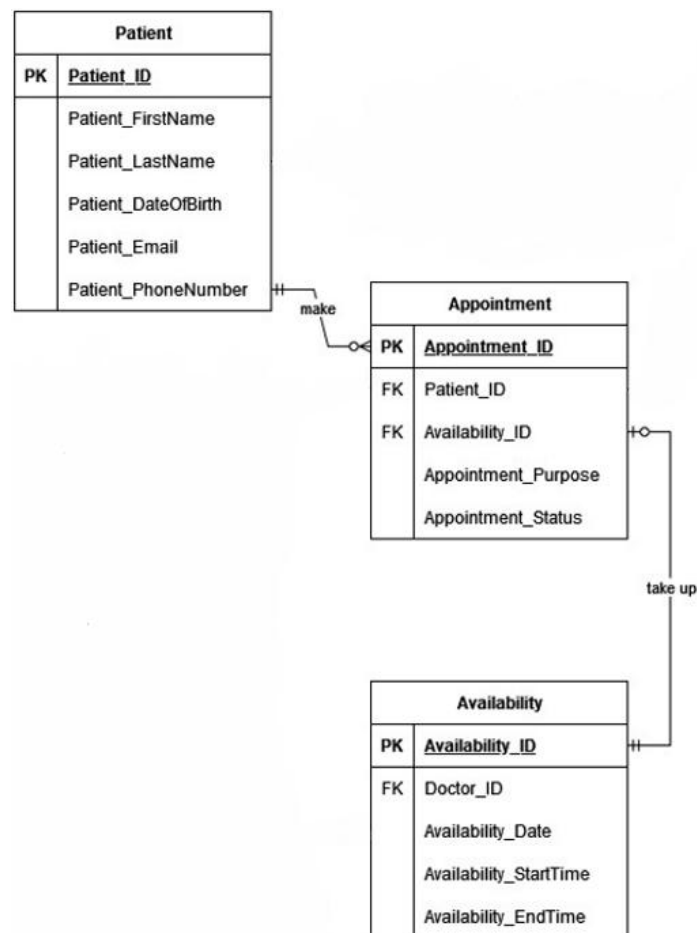 Patient
PK Patient_ID
Patient_FirstName
Patient_LastName
Patient_DateOfBirth
Patient_Email
Patient_PhoneNumber
make
Appointment
PK Appointment_ID
FK Patient_ID
FK Availability_ID
Appointment_Purpose
Appointment_Status
take up
Availability
PK Availability_ID
FK Doctor_ID
Availability_Date
Availability_StartTime
Availability_EndTime